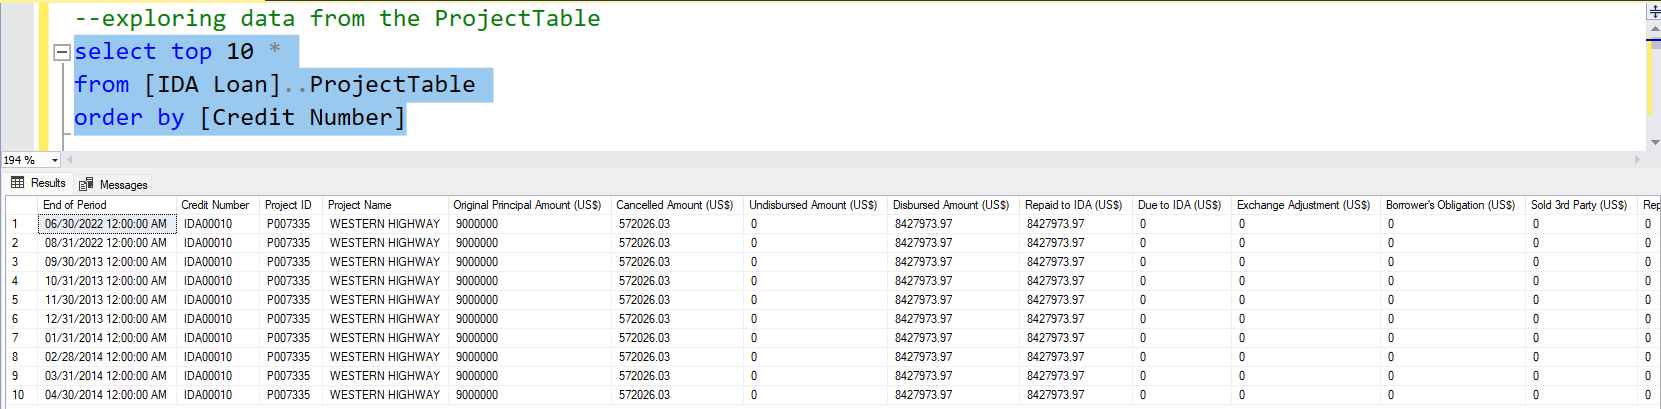 --exploring data from the ProjectTable
select top 10 *
from [IDA Loan]..ProjectTable
order by [Credit Number]
194 %
Results Messages
End of Period Credit Number Project ID Project Name Original Principal Amount (US$) Cancelled Amount (US$) Undisbursed Amount (US$) Disbursed Amount (US$) Repaid to IDA (US$) Due to IDA (US$) Exchange Adjustment (US$) Borrower's Obligation (US$) Sold 3rd Party (US$) Rep
1 06/30/2022 12:00:00 AM IDA00010 P007335 WESTERN HIGHWAY 9000000 572026.03 0 8427973.97 8427973.97 0 0 0 0 0
2 08/31/2022 12:00:00 AM IDA00010 P007335 WESTERN HIGHWAY 9000000 572026.03 0 8427973.97 8427973.97 0 0 0 0 0
3 09/30/2013 12:00:00 AM IDA00010 P007335 WESTERN HIGHWAY 9000000 572026.03 0 8427973.97 8427973.97 0 0 0 0 0
4 10/31/2013 12:00:00 AM IDA00010 P007335 WESTERN HIGHWAY 9000000 572026.03 0 8427973.97 8427973.97 0 0 0 0 0
5 11/30/2013 12:00:00 AM IDA00010 P007335 WESTERN HIGHWAY 9000000 572026.03 0 8427973.97 8427973.97 0 0 0 0 0
6 12/31/2013 12:00:00 AM IDA00010 P007335 WESTERN HIGHWAY 9000000 572026.03 0 8427973.97 8427973.97 0 0 0 0 0
7 01/31/2014 12:00:00 AM IDA00010 P007335 WESTERN HIGHWAY 9000000 572026.03 0 8427973.97 8427973.97 0 0 0 0 0
8 02/28/2014 12:00:00 AM IDA00010 P007335 WESTERN HIGHWAY 9000000 572026.03 0 8427973.97 8427973.97 0 0 0 0 0
9 03/31/2014 12:00:00 AM IDA00010 P007335 WESTERN HIGHWAY 9000000 572026.03 0 8427973.97 8427973.97 0 0 0 0 0
10 04/30/2014 12:00:00 AM IDA00010 P007335 WESTERN HIGHWAY 9000000 572026.03 0 8427973.97 8427973.97 0 0 0 0 0